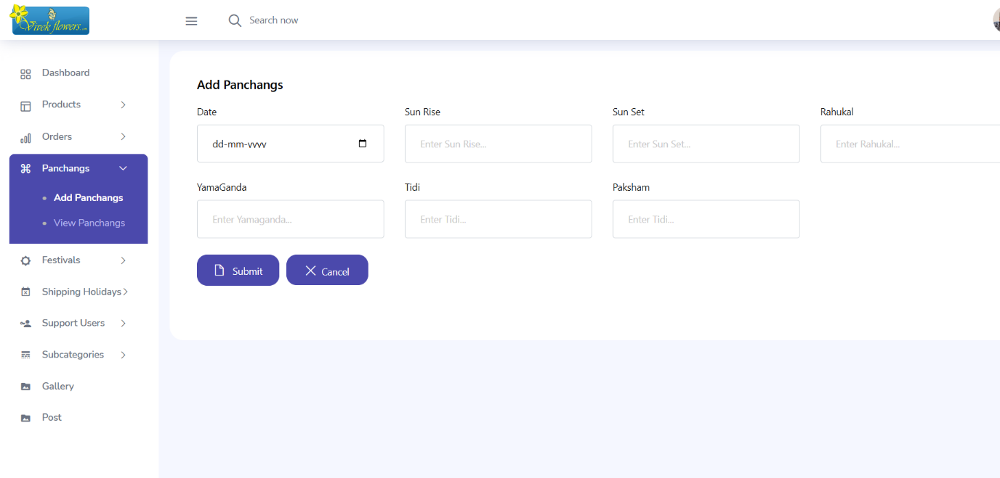 Vivek flowers.com
Search now
Dashboard
Products
Orders
Panchangs
Add Panchangs
View Panchangs
Festivals
Shipping Holidays
Support Users
Subcategories
Gallery
Post
Add Panchangs
Date
Sun Rise
Sun Set
Rahukal
dd-mm-yyyy
Enter Sun Rise...
Enter Sun Set...
Enter Rahukal...
YamaGanda
Tidi
Paksham
Enter Yamaganda...
Enter Tidi...
Enter Tidi...
Submit
Cancel